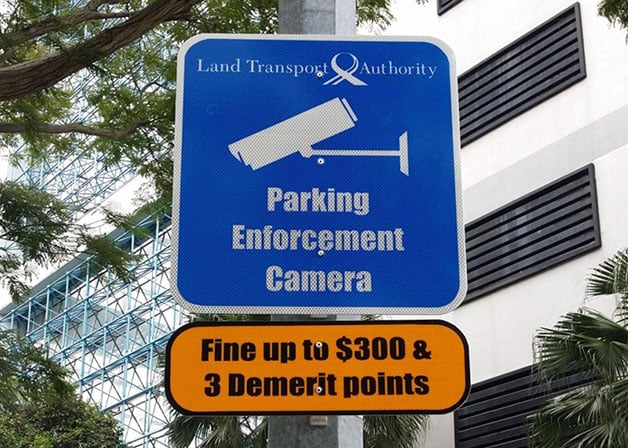 Land Transport Authority
Parking
Enforcement
Camera
Fine up to $300 &
3 Demerit points